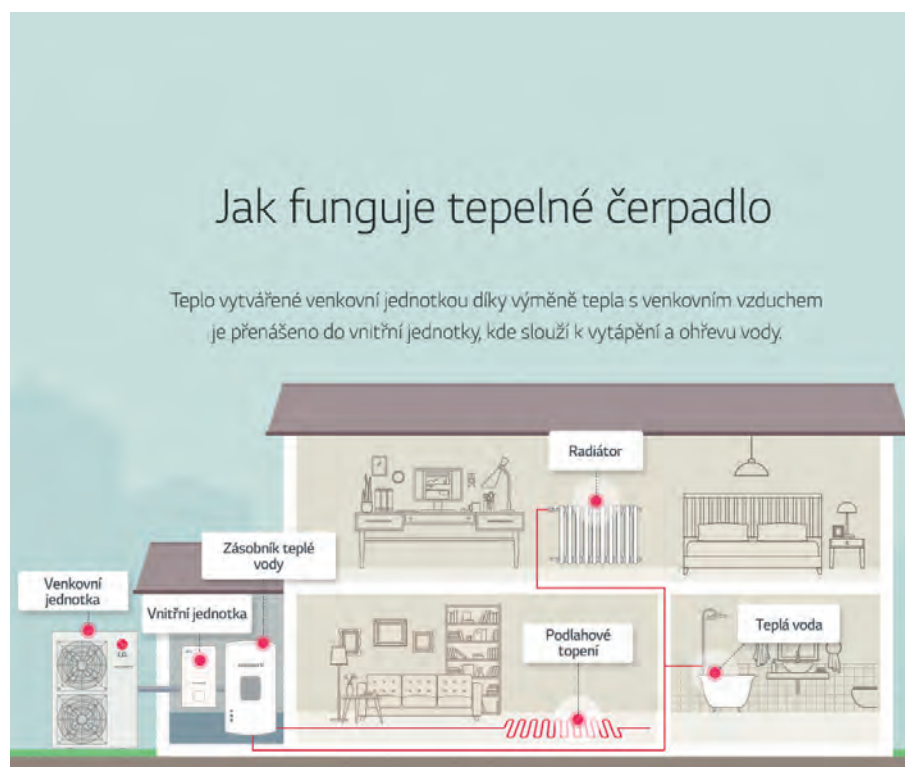 Jak funguje tepelné čerpadlo
Teplo vytvářené venkovní jednotkou díky výměně tepla s venkovním vzduchem
je přenášeno do vnitřní jednotky, kde slouží k vytápění a ohřevu vody.
Radiátor
Zásobník teplé
vody
Venkovní
jednotka
Vnitřní jednotka
Podlahové
topení
Teplá voda
LG